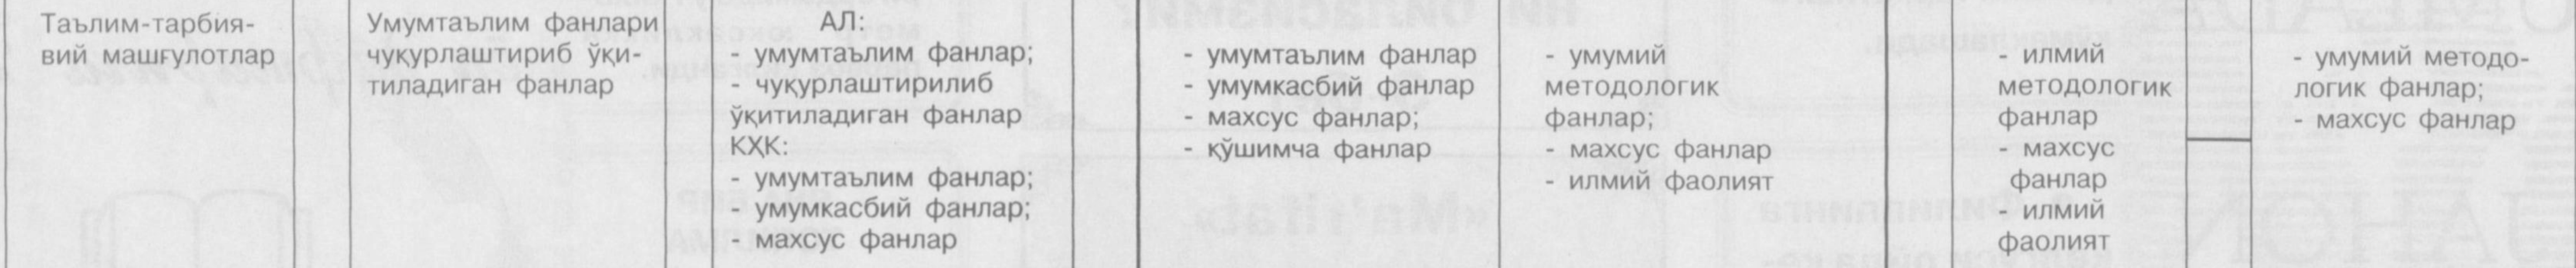 Таълим-тарбия-
вий машғулотлар
Умумтаълим фанлари
чуқурлаштириб ўқи-
тиладиган фанлар
АЛ:
- умумтаълим фанлар;
- чуқурлаштирилиб
ўқитиладиган фанлар
КҲК:
- умумтаълим фанлар;
- умумкасбий фанлар;
- махсус фанлар
- умумтаълим фанлар
- умумкасбий фанлар
- махсус фанлар;
- қўшимча фанлар
- умумий
методологик
фанлар;
- махсус фанлар
- илмий фаолият
- илмий
методологик
фанлар
- махсус
фанлар
- илмий
фаолият
- умумий методо-
логик фанлар;
- махсус фанлар